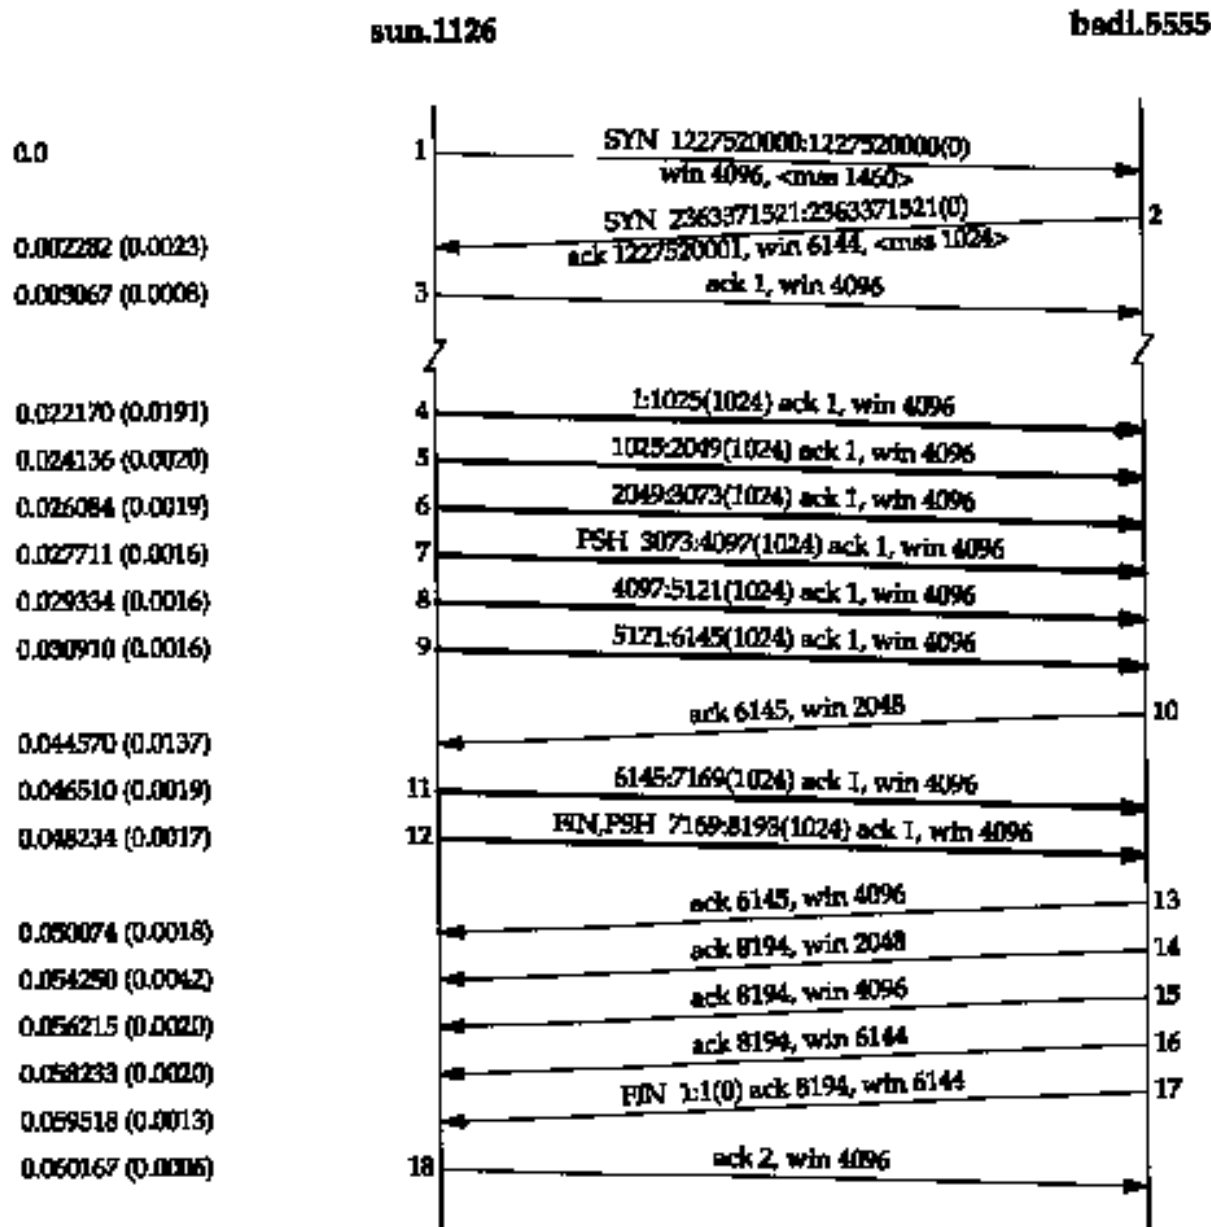 sun.1126 bsdi.5555
0.0 1 SYN 1227520000:1227520000(0)
win 4096, <mss 1460>
SYN 2363371521:2363371521(0) 2
0.002282 (0.0023) ack 1227520001, win 6144, <mss 1024>
0.003067 (0.0008) 3 ack 1, win 4096
0.022170 (0.0191) 4 1:1025(1024) ack 1, win 4096
0.024136 (0.0020) 5 1025:2049(1024) ack 1, win 4096
0.026084 (0.0019) 6 2049:3073(1024) ack 1, win 4096
0.027711 (0.0016) 7 PSH 3073:4097(1024) ack 1, win 4096
0.029334 (0.0016) 8 4097:5121(1024) ack 1, win 4096
0.030910 (0.0016) 9 5121:6145(1024) ack 1, win 4096
ack 6145, win 2048 10
0.044570 (0.0137)
0.046510 (0.0019) 11 6145:7169(1024) ack 1, win 4096
0.048234 (0.0017) 12 FIN,PSH 7169:8193(1024) ack 1, win 4096
ack 6145, win 4096 13
0.050074 (0.0018)
ack 8194, win 2048 14
0.054250 (0.0042)
ack 8194, win 4096 15
0.056215 (0.0020)
ack 8194, win 6144 16
0.058233 (0.0020)
FIN 1:1(0) ack 8194, win 6144 17
0.059518 (0.0013)
0.060167 (0.0006) 18 ack 2, win 4096